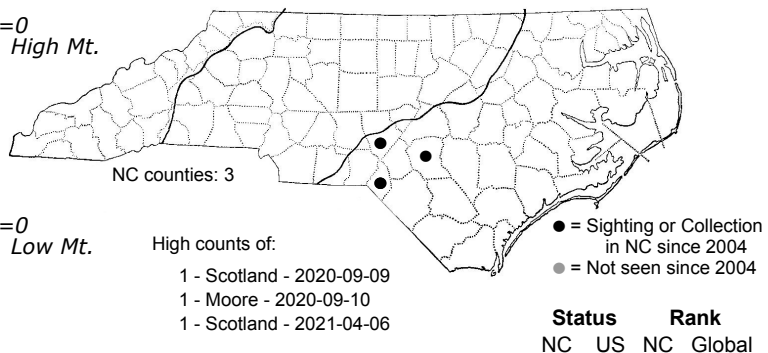 =0
High Mt.
NC counties: 3
=0
Low Mt.
High counts of:
1 - Scotland - 2020-09-09
1 - Moore - 2020-09-10
1 - Scotland - 2021-04-06
● = Sighting or Collection
in NC since 2004
● = Not seen since 2004
Status Rank
NC US NC Global